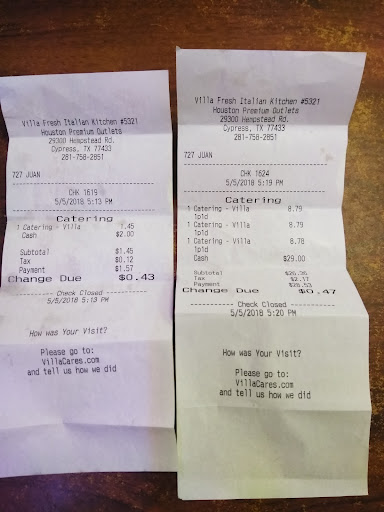 Villa Fresh Italian Kitchen #5321
Houston Premium Outlets
29300 Hempstead Rd.
Cypress, TX 77433
281-758-2851
727 JUAN
CHK 1619
5/5/2018 5:13 PM
Catering
1 Catering - Villa 1.45
Cash $2.00
Subtotal $1.45
Tax $0.12
Payment $1.57
Change Due $0.43
Check Closed
5/5/2018 5:13 PM
How was Your Visit?
Please go to:
VillaCares.com
and tell us how we did
Villa Fresh Italian Kitchen #5321
Houston Premium Outlets
29300 Hempstead Rd.
Cypress, TX 77433
281-758-2851
727 JUAN
CHK 1624
5/5/2018 5:19 PM
Catering
1 Catering - Villa 8.79
1pld
1 Catering - Villa 8.79
1pld
1 Catering - Villa 8.78
1pld
Cash $29.00
Subtotal $26.36
Tax $2.17
Payment $28.53
Change Due $0.47
Check Closed
5/5/2018 5:20 PM
How was Your Visit?
Please go to:
VillaCares.com
and tell us how we did